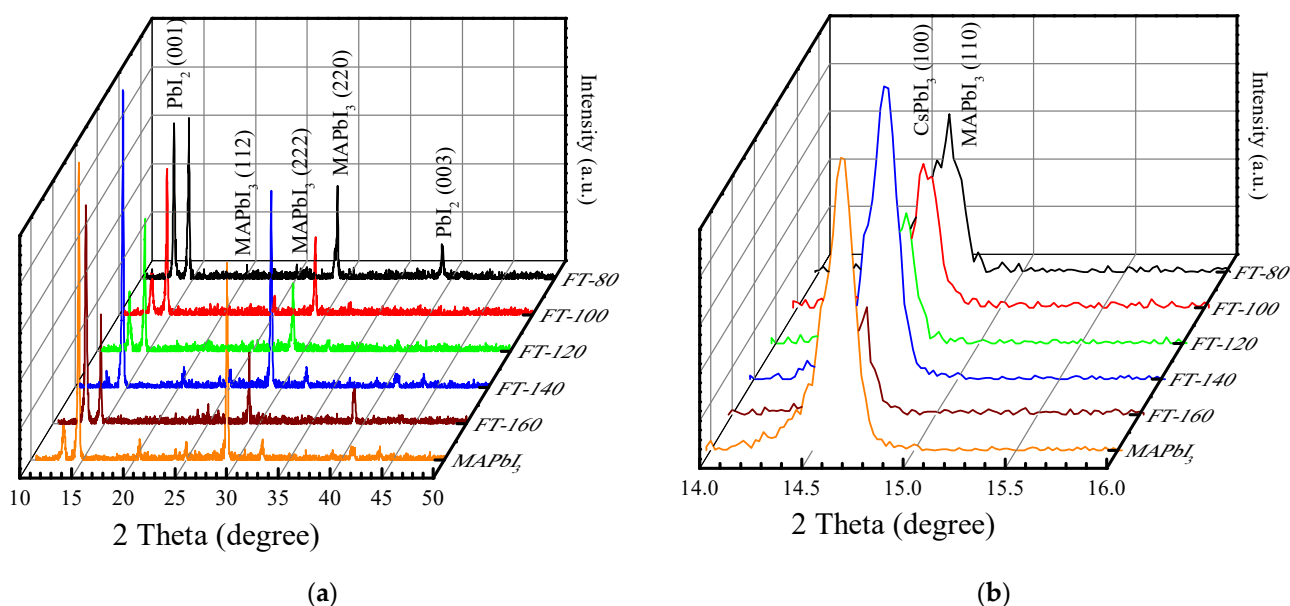 PbI₂ (001)
MAPbI₃ (112)
MAPbI₃ (222)
MAPbI₃ (220)
PbI₂ (003)
Intensity (a.u.)
FT-80
FT-100
FT-120
FT-140
FT-160
MAPbI₃
10 15 20 25 30 35 40 45 50
2 Theta (degree)
(a)
CsPbI₃ (100)
MAPbI₃ (110)
Intensity (a.u.)
FT-80
FT-100
FT-120
FT-140
FT-160
MAPbI₃
14.0 14.5 15.0 15.5 16.0
2 Theta (degree)
(b)